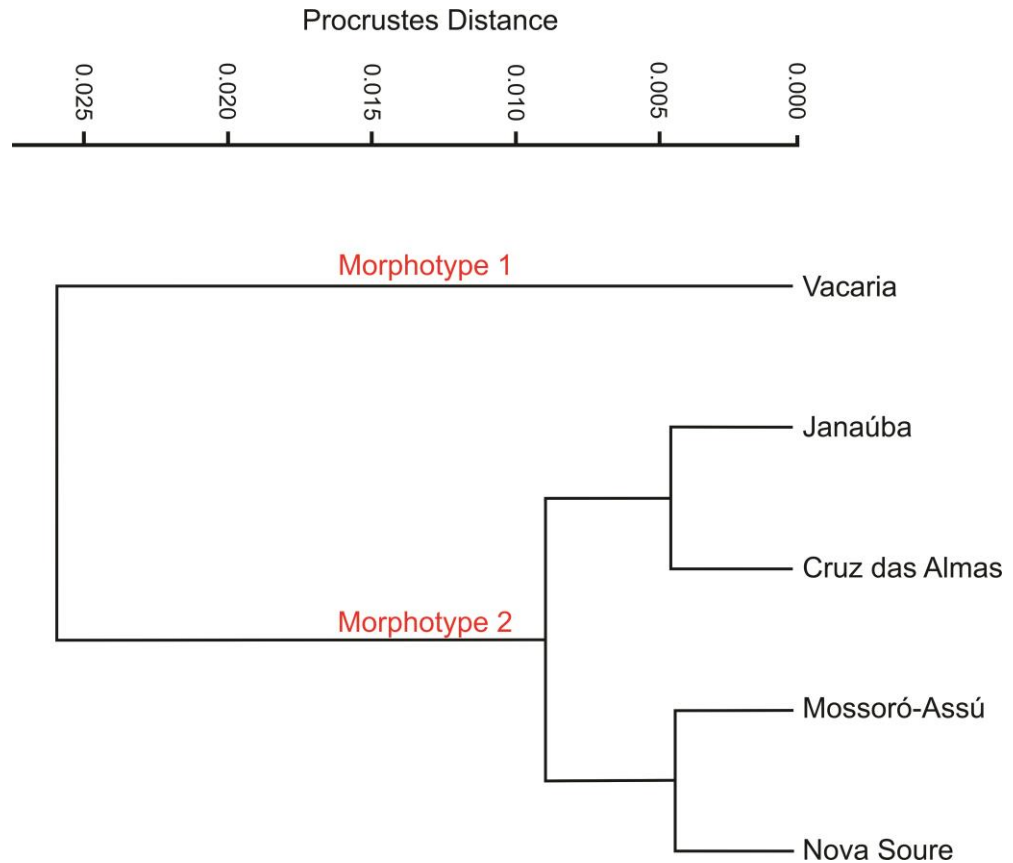 Procrustes Distance
0.025
0.020
0.015
0.010
0.005
0.000
Morphotype 1
Vacaria
Janaúba
Cruz das Almas
Morphotype 2
Mossoró-Assú
Nova Soure